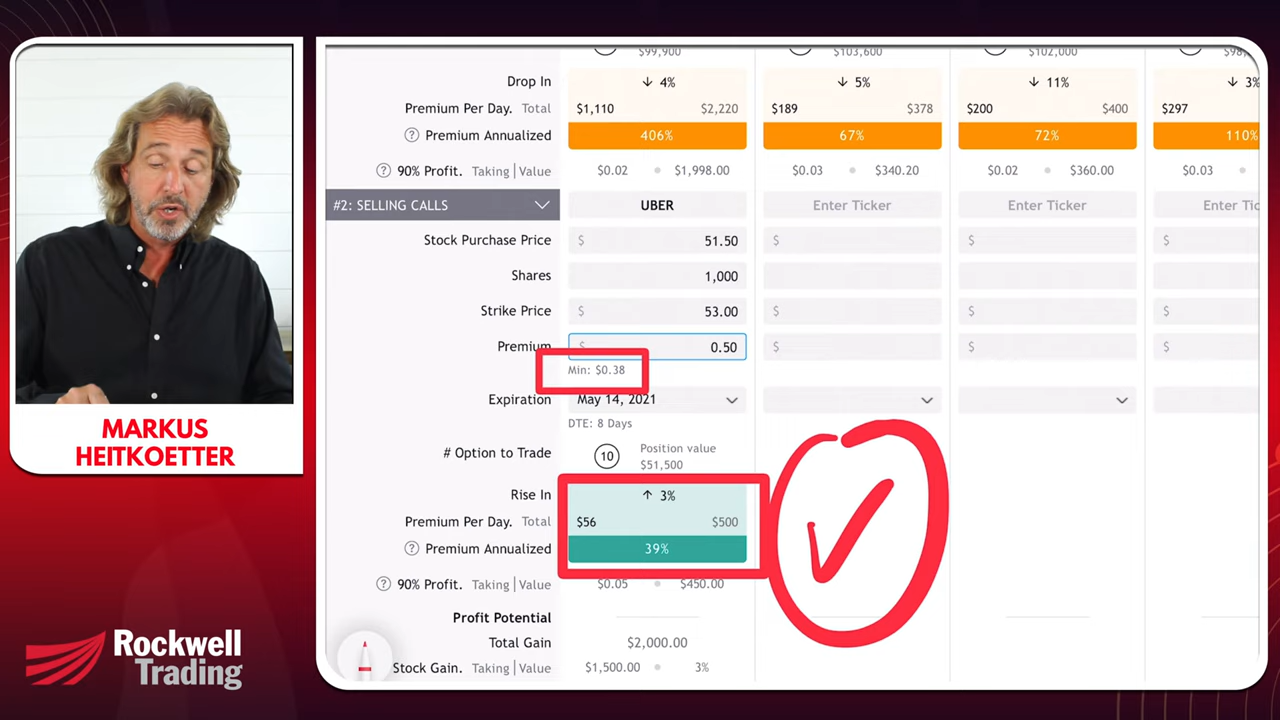 $99,900 $103,600 $102,000
Drop In ↓ 4% ↓ 5% ↓ 11% ↓ 3%
Premium Per Day. Total $1,110 $2,220 $189 $378 $200 $400 $297
? Premium Annualized 406% 67% 72% 110%
? 90% Profit. Taking | Value $0.02 • $1,998.00 $0.03 • $340.20 $0.02 • $360.00 $0.03 •
#2: SELLING CALLS UBER Enter Ticker Enter Ticker Enter Tic
Stock Purchase Price $ 51.50 $ $ $
Shares 1,000
Strike Price $ 53.00 $ $ $
Premium $ 0.50 $ $ $
Min: $0.38
Expiration May 14, 2021
DTE: 8 Days
# Option to Trade 10 Position value
$51,500
Rise In ↑ 3%
Premium Per Day. Total $56 $500
? Premium Annualized 39%
? 90% Profit. Taking | Value $0.05 • $450.00
Profit Potential
Total Gain $2,000.00
Stock Gain. Taking | Value $1,500.00 • 3%
MARKUS
HEITKOETTER
Rockwell
Trading